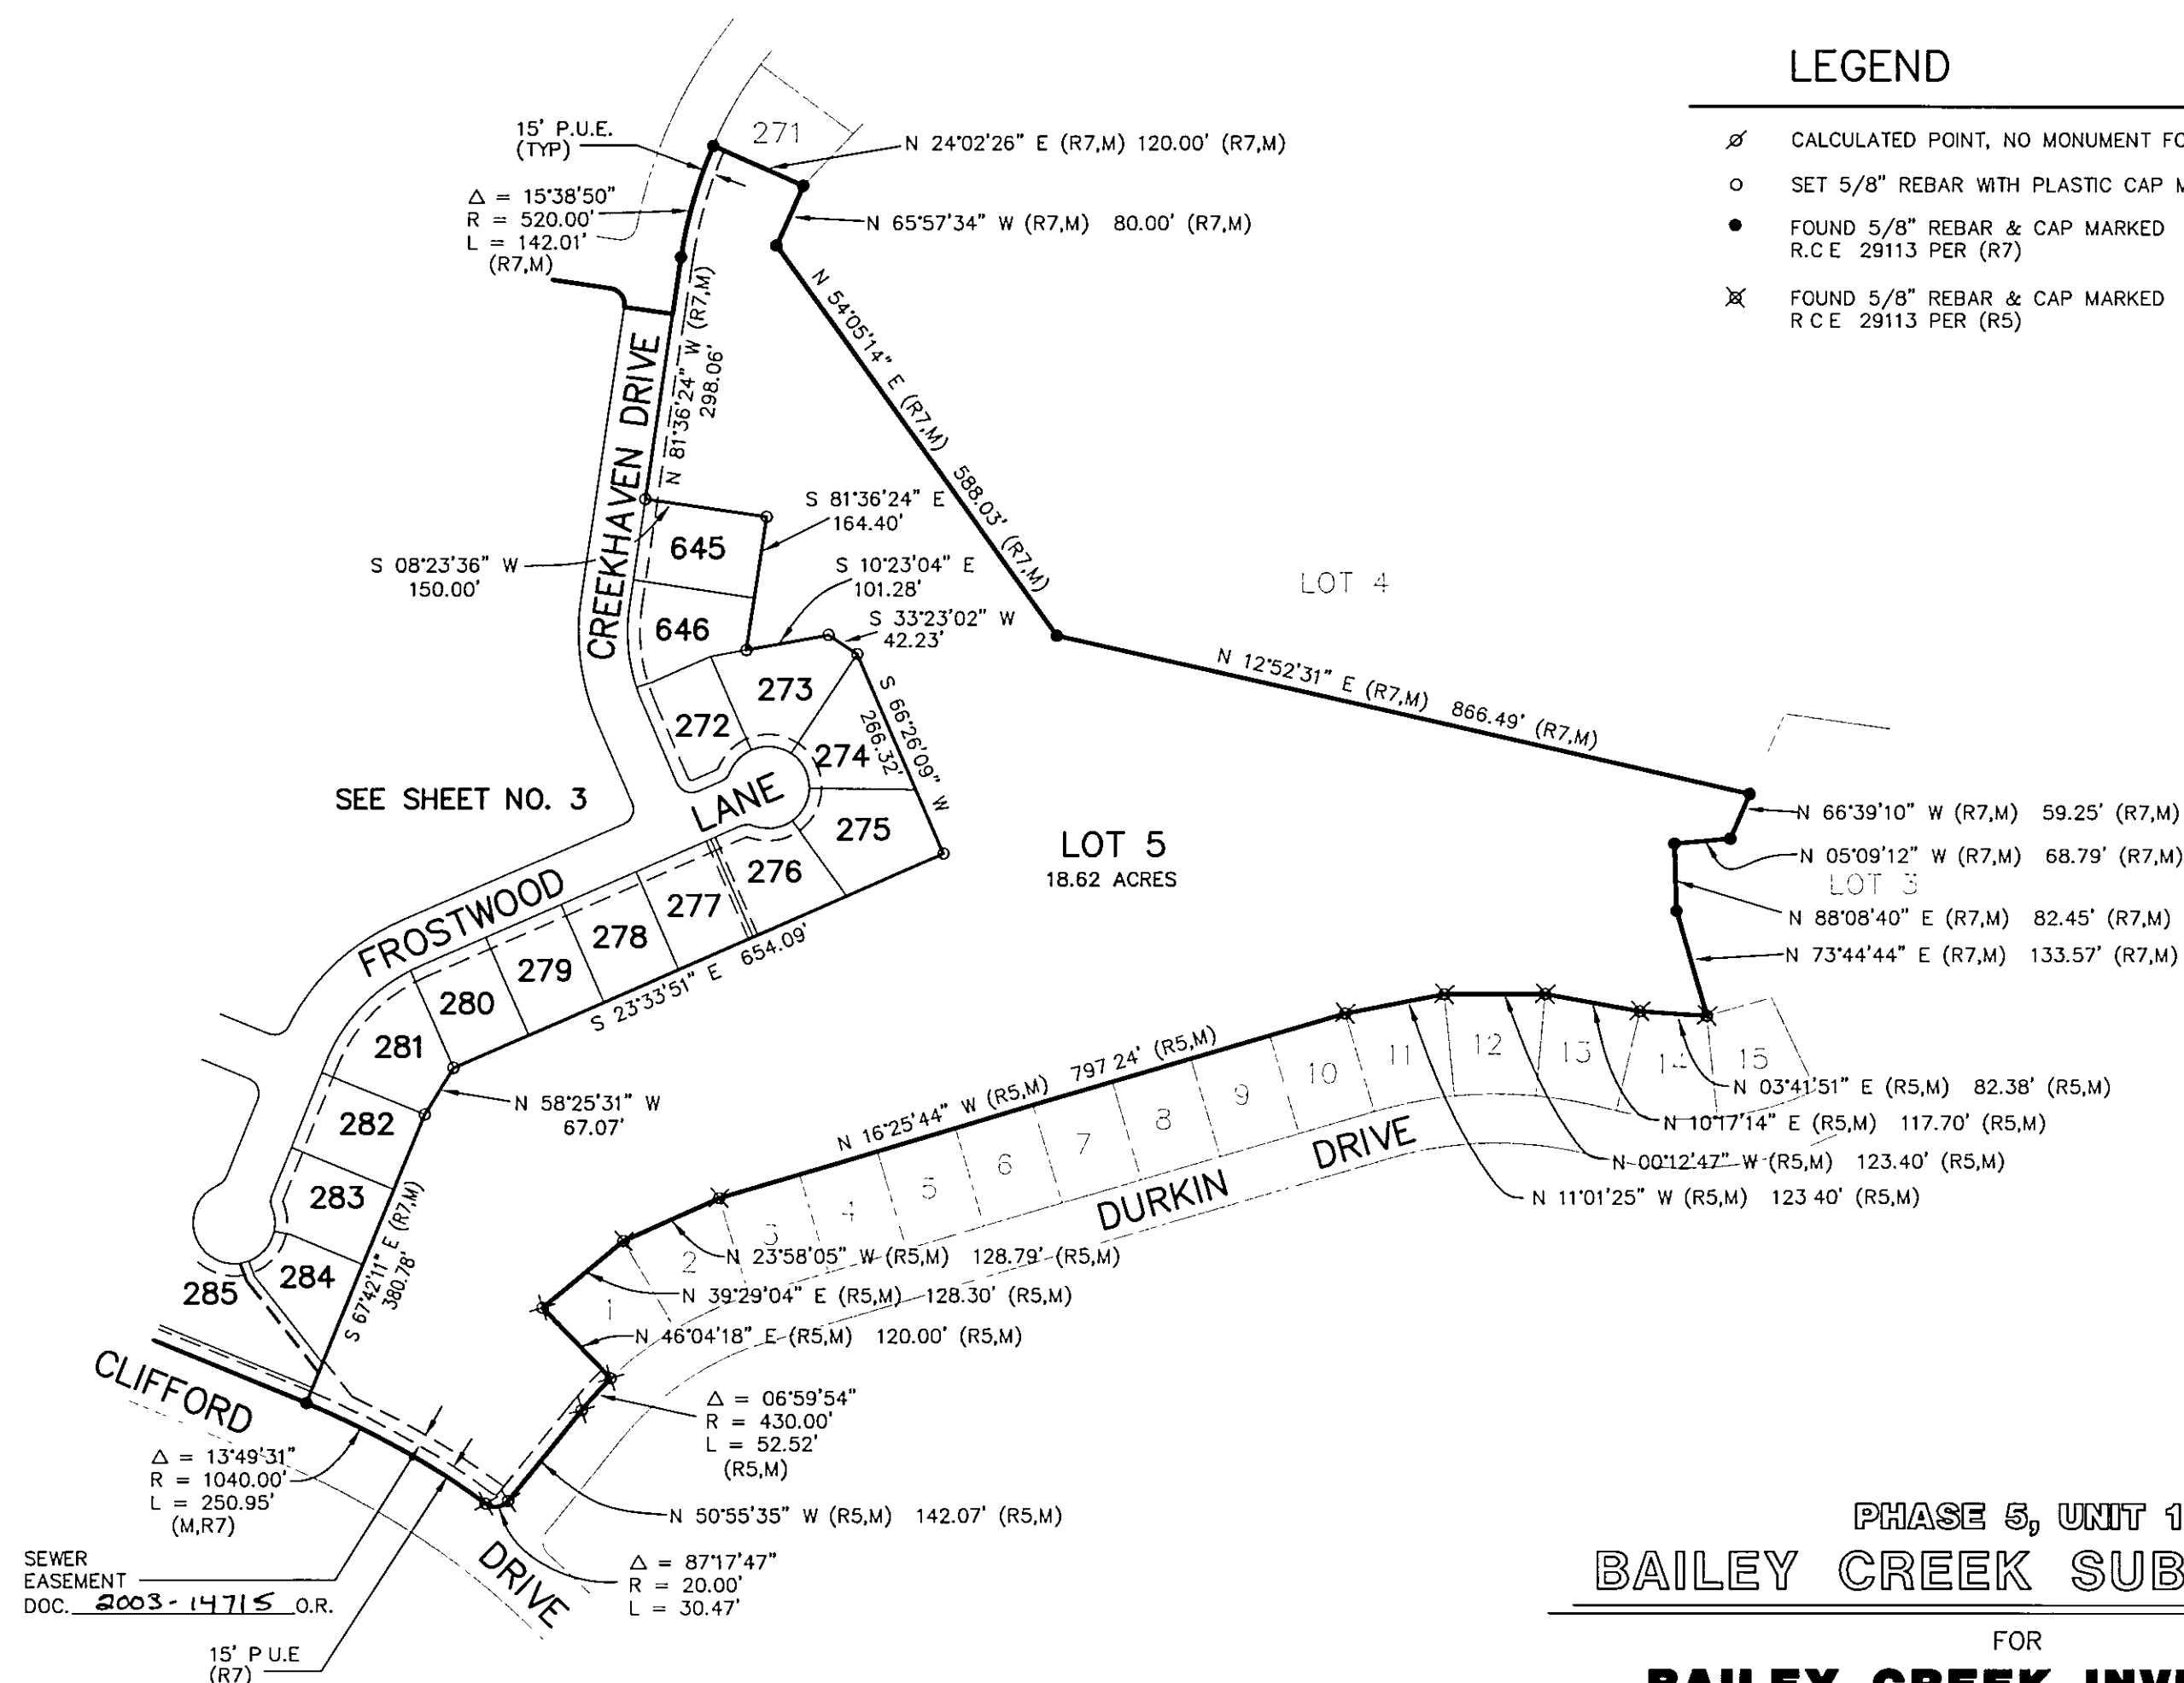 LEGEND
CALCULATED POINT, NO MONUMENT
SET 5/8" REBAR WITH PLASTIC CAP
FOUND 5/8" REBAR & CAP MARKED
R.C E 29113 PER (R7)
FOUND 5/8" REBAR & CAP MARKED
R C E 29113 PER (R5)
15' P.U.E.
(TYP)
271
N 24°02'26" E (R7,M) 120.00' (R7,M)
Δ = 15°38'50"
R = 520.00'
L = 142.01'
(R7,M)
N 65°57'34" W (R7,M) 80.00' (R7,M)
N 81°36'24" W (R7,M)
298.06'
N 54°05'14" E (R7,M) 588.03' (R7,M)
CREEKHAVEN DRIVE
S 81°36'24" E
164.40'
645
S 08°23'36" W
150.00'
S 10°23'04" E
101.28'
LOT 4
646
S 33°23'02" W
42.23'
N 12°52'31" E (R7,M) 866.49' (R7,M)
273
272
S 66°26'09" W
266.32'
274
SEE SHEET NO. 3
LANE
275
LOT 5
18.62 ACRES
N 66°39'10" W (R7,M) 59.25' (R7,M)
N 05°09'12" W (R7,M) 68.79' (R7,M)
LOT 3
N 88°08'40" E (R7,M) 82.45' (R7,M)
N 73°44'44" E (R7,M) 133.57' (R7,M)
276
277
FROSTWOOD
278
279
280
S 23°33'51" E 654.09'
281
282
N 58°25'31" W
67.07'
N 16°25'44" W (R5,M) 797 24' (R5,M)
1
2
3
4
5
6
7
8
9
10
11
12
13
14
15
N 03°41'51" E (R5,M) 82.38' (R5,M)
N 10°17'14" E (R5,M) 117.70' (R5,M)
N 00°12'47" W (R5,M) 123.40' (R5,M)
N 11°01'25" W (R5,M) 123 40' (R5,M)
DURKIN DRIVE
283
284
285
S 67°42'11" E (R7,M)
380.78'
N 23°58'05" W (R5,M) 128.79' (R5,M)
N 39°29'04" E (R5,M) 128.30' (R5,M)
N 46°04'18" E (R5,M) 120.00' (R5,M)
CLIFFORD DRIVE
Δ = 06°59'54"
R = 430.00'
L = 52.52'
(R5,M)
Δ = 13°49'31"
R = 1040.00'
L = 250.95'
(M,R7)
N 50°55'35" W (R5,M) 142.07' (R5,M)
Δ = 87°17'47"
R = 20.00'
L = 30.47'
SEWER
EASEMENT
DOC. 2003-14715 O.R.
15' P U.E
(R7)
PHASE 5, UNIT 1
BAILEY CREEK SUB
FOR
BAILEY CREEK